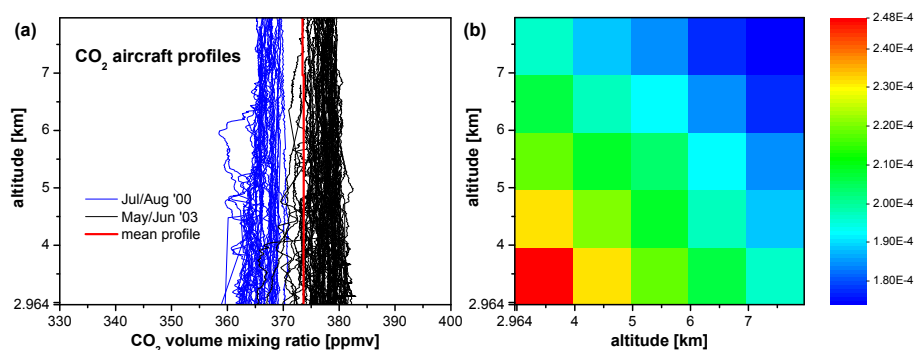 (a)
CO2 aircraft profiles
7
6
5
4
2.964
altitude [km]
Jul/Aug '00
May/Jun '03
mean profile
330 340 350 360 370 380 390 400
CO2 volume mixing ratio [ppmv]
(b)
7
6
5
4
2.964
altitude [km]
2.964 4 5 6 7
altitude [km]
2.48E-4
2.40E-4
2.30E-4
2.20E-4
2.10E-4
2.00E-4
1.90E-4
1.80E-4